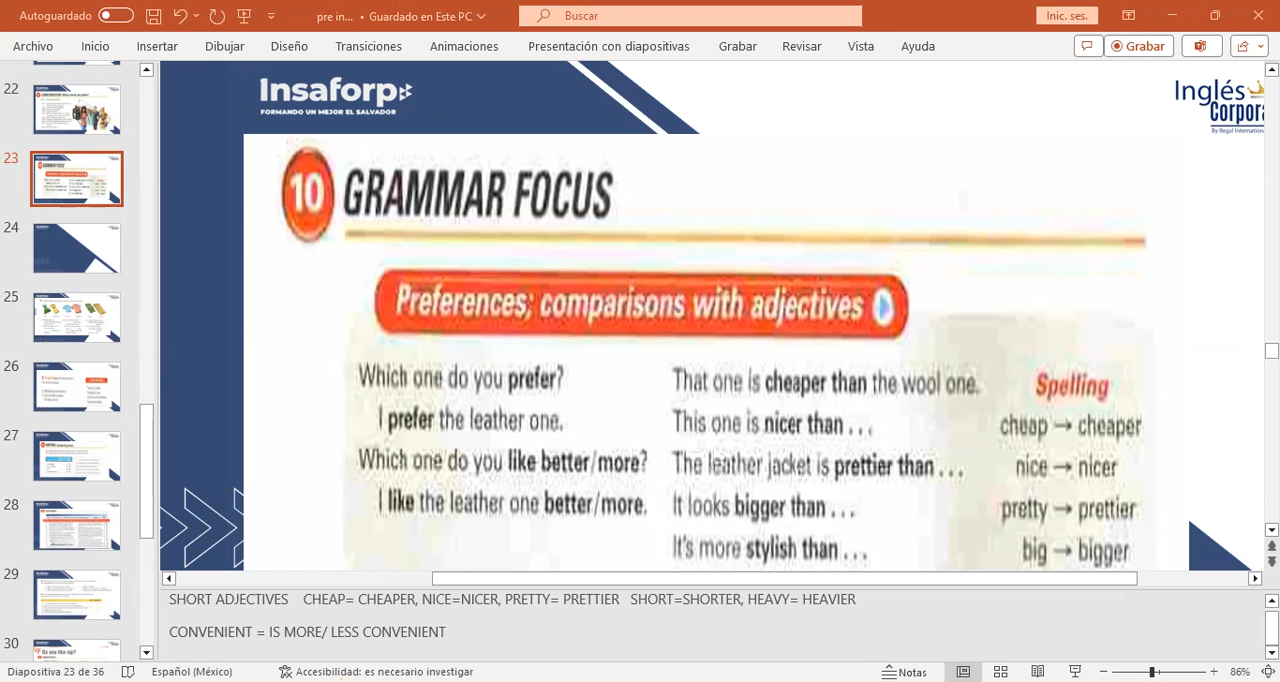 Autoguardado
pre in... • Guardado en Este PC
Buscar
Inic. ses.
Archivo Inicio Insertar Dibujar Diseño Transiciones Animaciones Presentación con diapositivas Grabar Revisar Vista Ayuda
Grabar
22
23
24
25
26
27
28
29
30
Insaforp
FORMANDO UN MEJOR EL SALVADOR
Inglés
Corpora
By Regal Internationa
10 GRAMMAR FOCUS
Preferences; comparisons with adjectives
Which one do you prefer?
I prefer the leather one.
Which one do you like better/more?
I like the leather one better/more.
That one is cheaper than the wool one.
This one is nicer than . . .
The leather jacket is prettier than . . .
It looks bigger than . . .
It's more stylish than . . .
Spelling
cheap → cheaper
nice → nicer
pretty → prettier
big → bigger
SHORT ADJECTIVES CHEAP= CHEAPER, NICE=NICER, PRETTY= PRETTIER SHORT=SHORTER, HEAVY= HEAVIER
CONVENIENT = IS MORE/ LESS CONVENIENT
Diapositiva 23 de 36 Español (México) Accesibilidad: es necesario investigar Notas 86%